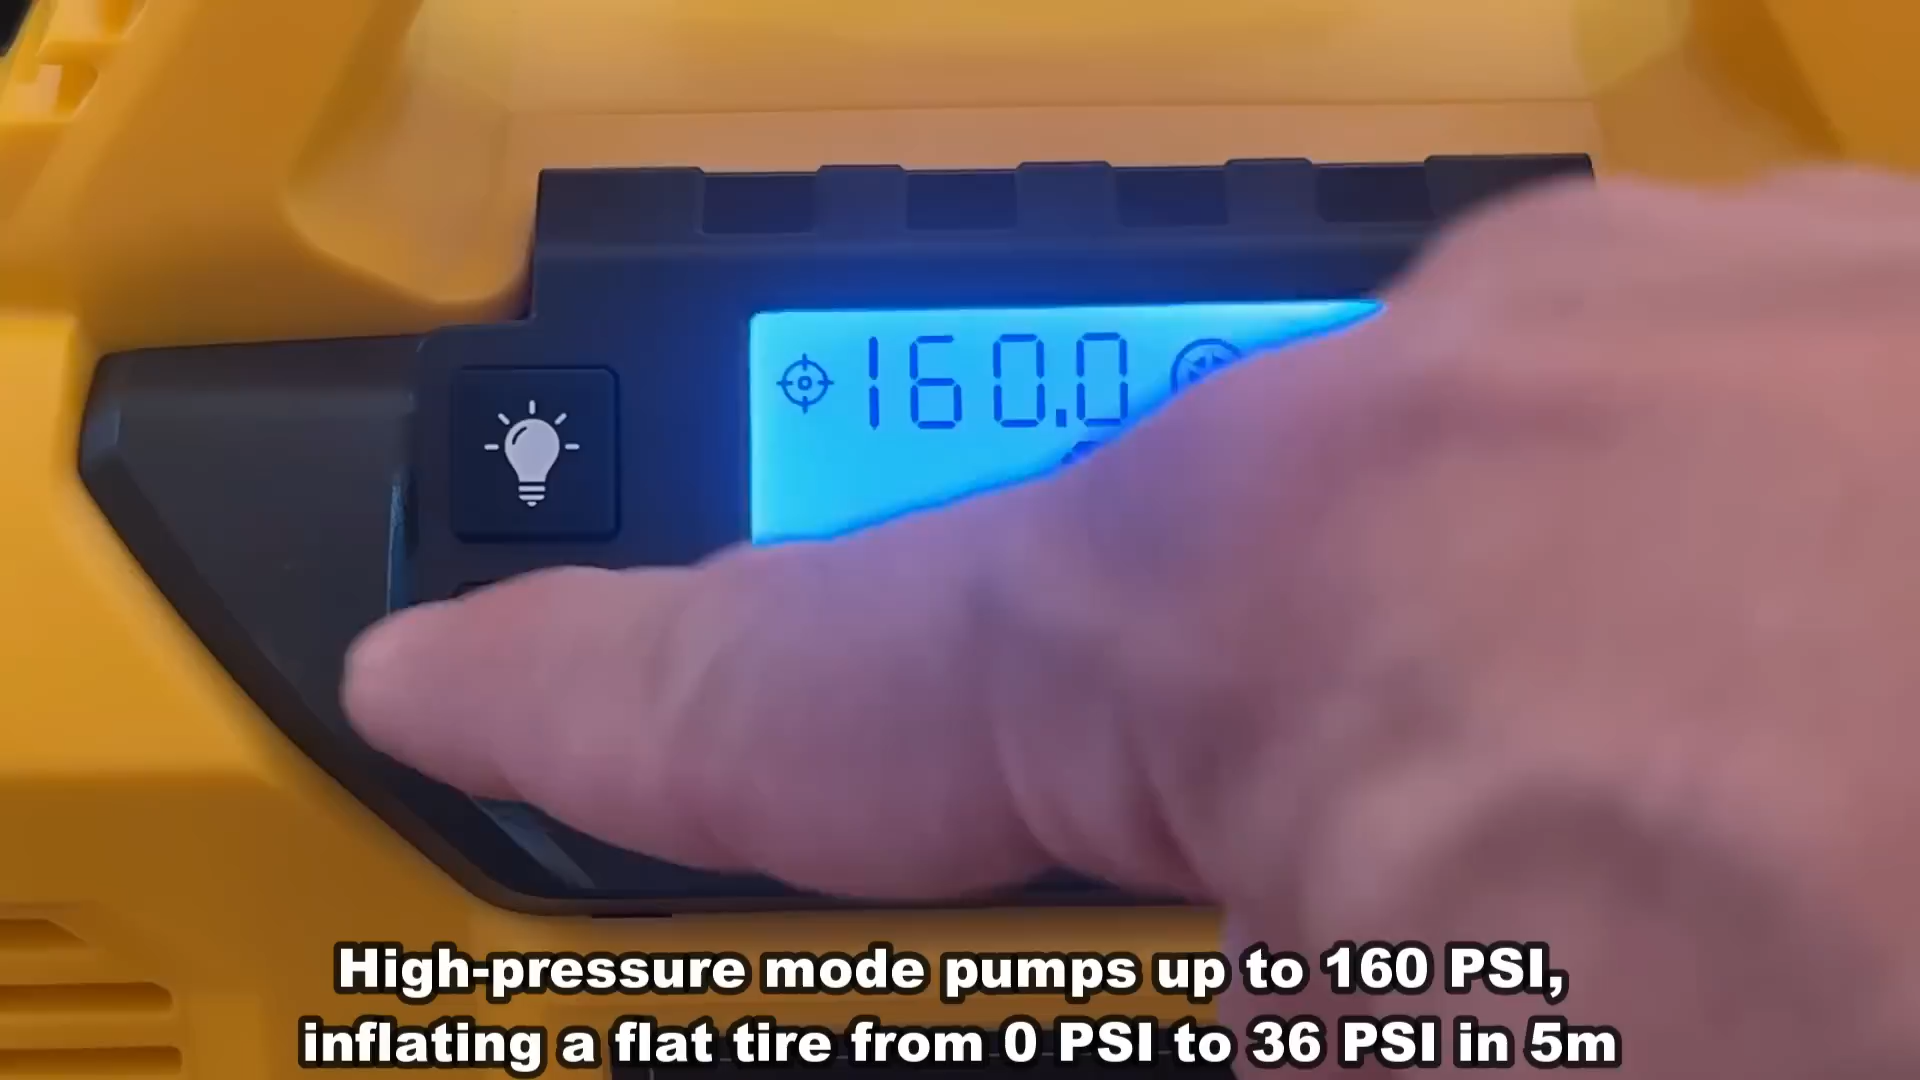 160.0
High-pressure mode pumps up to 160 PSI,
inflating a flat tire from 0 PSI to 36 PSI in 5m